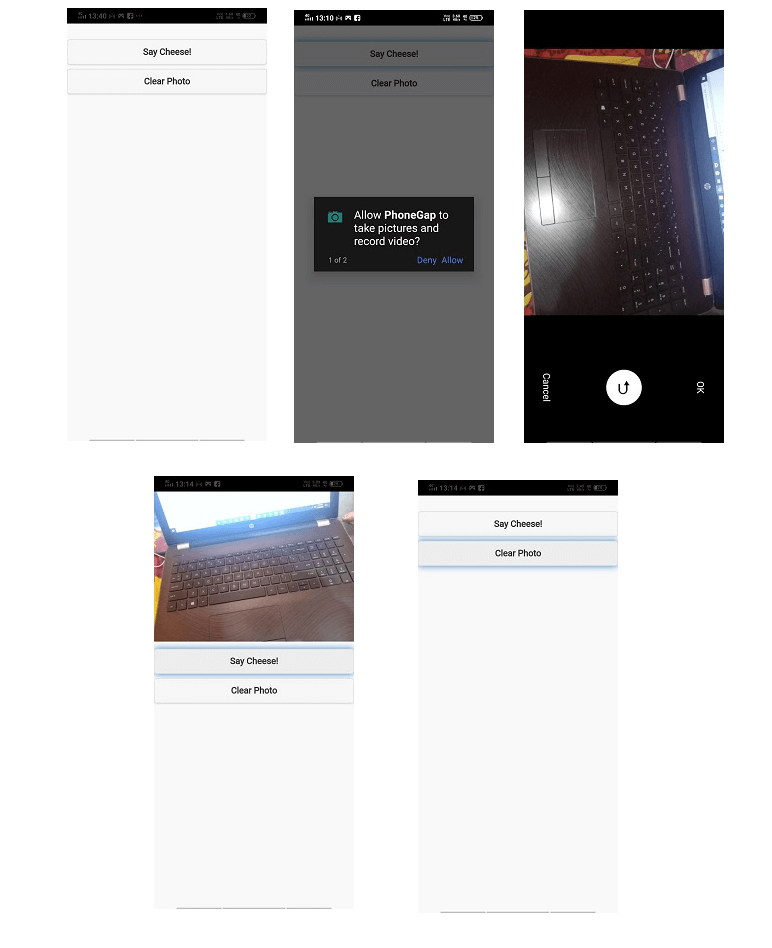 13:40
Say Cheese!
Clear Photo
13:10
Say Cheese!
Clear Photo
Allow PhoneGap to
take pictures and
record video?
1 of 2
Deny Allow
Cancel
OK
13:14
Say Cheese!
Clear Photo
13:14
Say Cheese!
Clear Photo